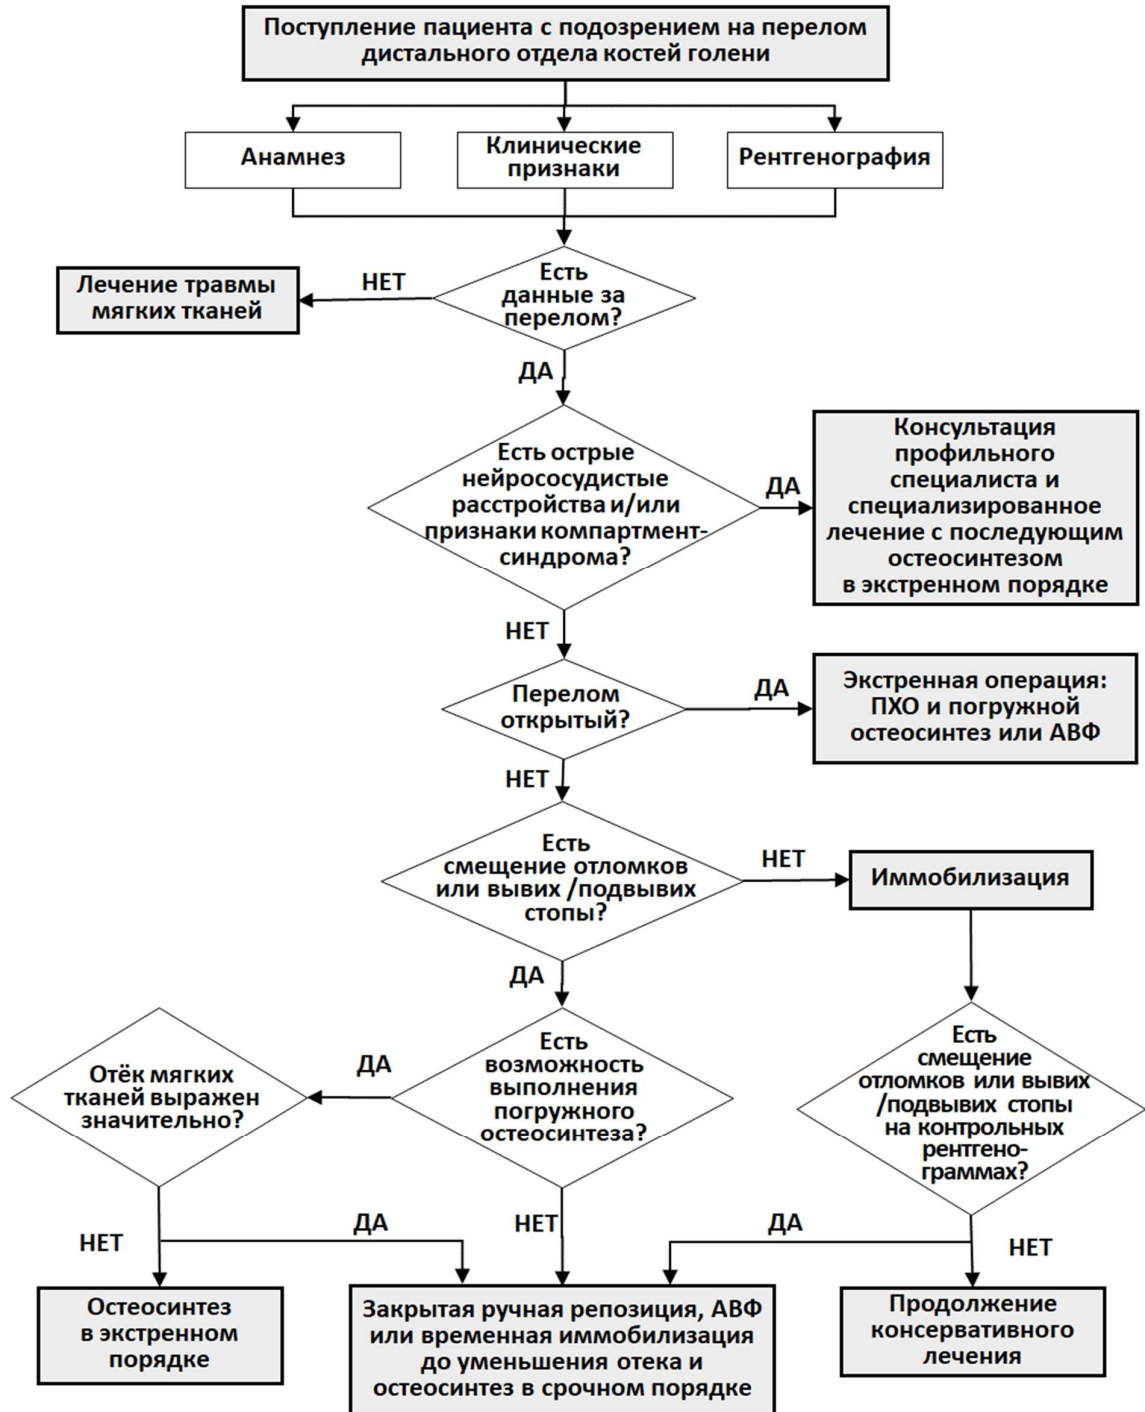 Поступление пациента с подозрением на перелом
дистального отдела костей голени
Анамнез
Клинические
признаки
Рентгенография
Есть
данные за
перелом?
НЕТ
Лечение травмы
мягких тканей
ДА
Есть острые
нейрососудистые
расстройства и/или
признаки компартмент-
синдрома?
ДА
Консультация
профильного
специалиста и
специализированное
лечение с последующим
остеосинтезом
в экстренном порядке
НЕТ
Перелом
открытый?
ДА
Экстренная операция:
ПХО и погружной
остеосинтез или АВФ
НЕТ
Есть
смещение отломков
или вывих /подвывих
стопы?
НЕТ
Иммобилизация
ДА
Есть
возможность
выполнения
погружного
остеосинтеза?
ДА
Отёк мягких
тканей выражен
значительно?
Есть
смещение
отломков или вывих
/подвывих стопы
на контрольных
рентгено-
граммах?
НЕТ
ДА
НЕТ
ДА
НЕТ
Остеосинтез
в экстренном
порядке
Закрытая ручная репозиция, АВФ
или временная иммобилизация
до уменьшения отека и
остеосинтез в срочном порядке
Продолжение
консервативного
лечения